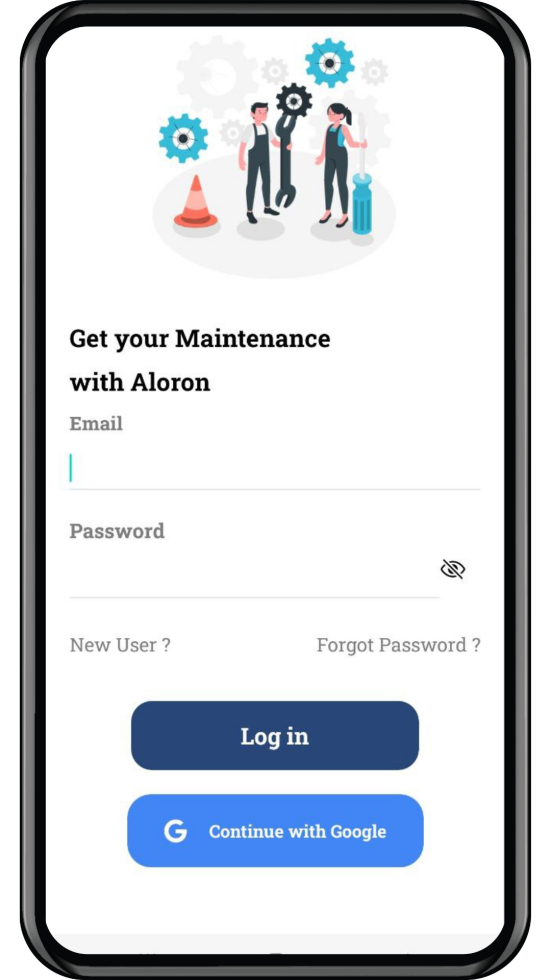 Get your Maintenance
with Aloron
Email
Password
New User ?
Forgot Password ?
Log in
G Continue with Google